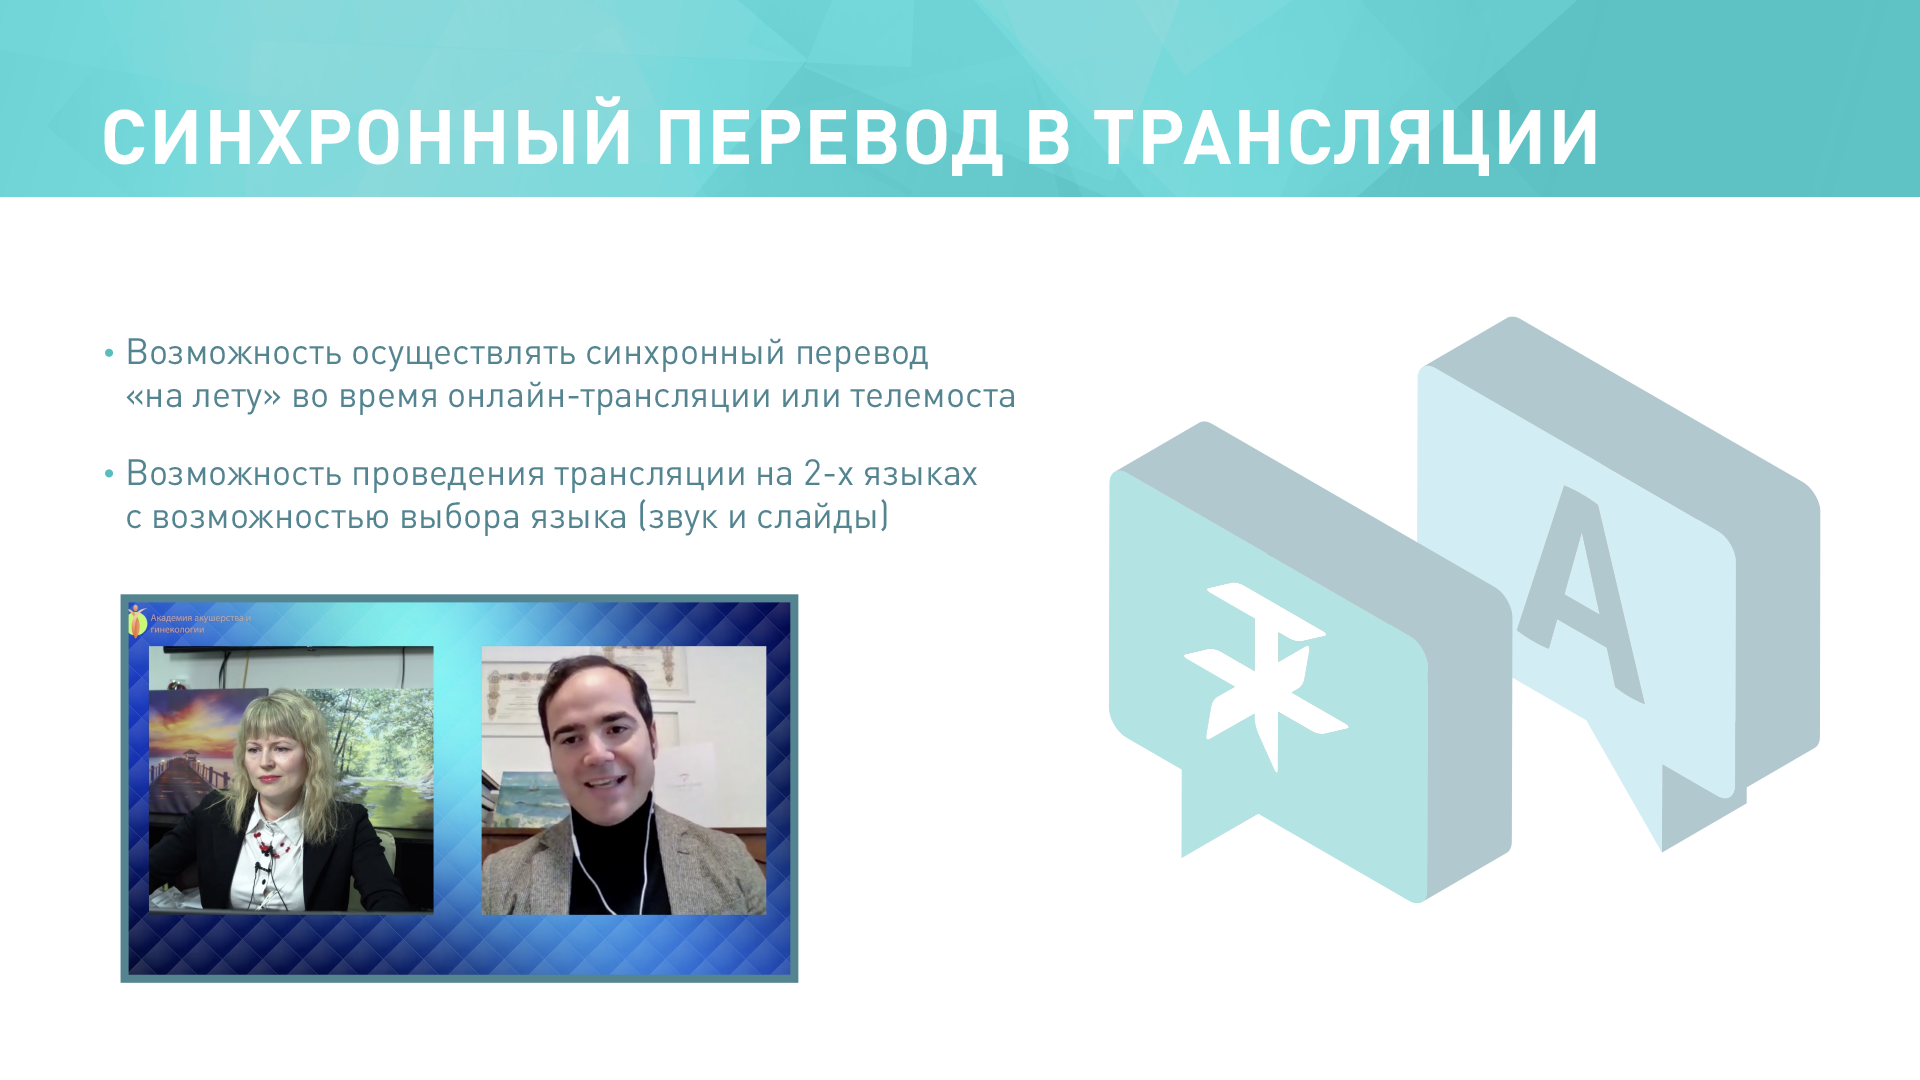 СИНХРОННЫЙ ПЕРЕВОД В ТРАНСЛЯЦИИ
• Возможность осуществлять синхронный перевод
«на лету» во время онлайн-трансляции или телемоста
• Возможность проведения трансляции на 2-х языках
с возможностью выбора языка (звук и слайды)
Академия акушерства и
гинекологии
A